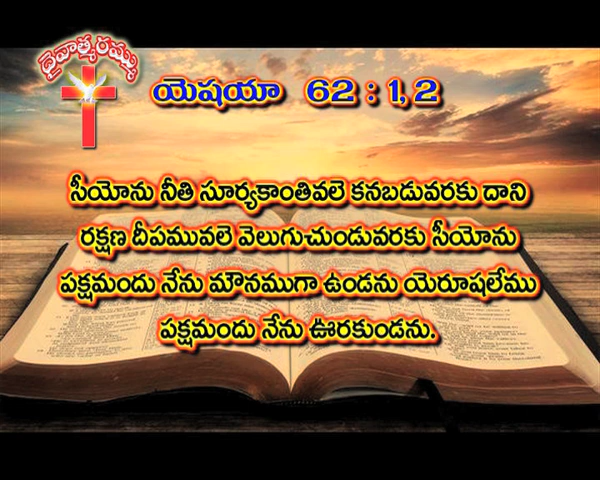 దైవాత్మరమ్ము
యెషయా 62 : 1, 2
సీయోను నీతి సూర్యకాంతివలె కనబడువరకు దాని
రక్షణ దీపమువలె వెలుగుచుండువరకు సీయోను
పక్షమందు నేను మౌనముగా ఉండను యెరూషలేము
పక్షమందు నేను ఊరకుండను.